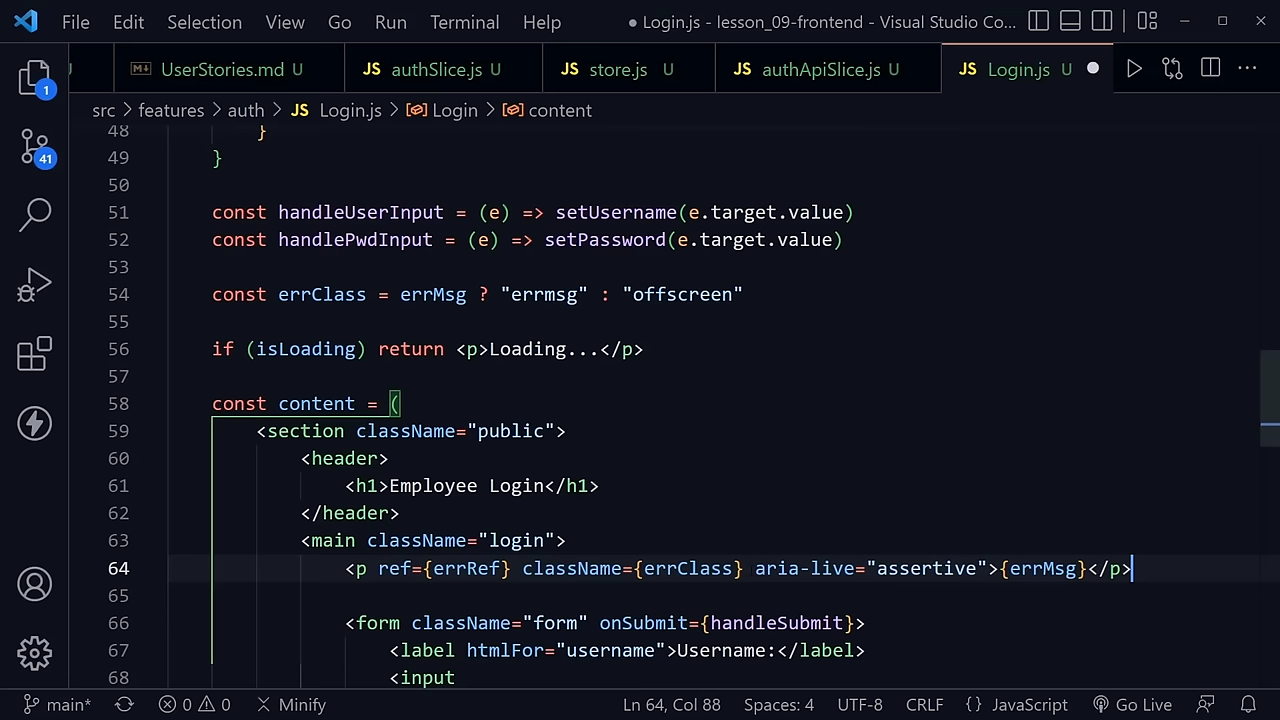 File Edit Selection View Go Run Terminal Help ● Login.js - lesson_09-frontend - Visual Studio Co...
J UserStories.md U JS authSlice.js U JS store.js U JS authApiSlice.js U JS Login.js U
src > features > auth > JS Login.js > Login > content
48 }
49 }
50
51 const handleUserInput = (e) => setUsername(e.target.value)
52 const handlePwdInput = (e) => setPassword(e.target.value)
53
54 const errClass = errMsg ? "errmsg" : "offscreen"
55
56 if (isLoading) return <p>Loading...</p>
57
58 const content = (
59 <section className="public">
60 <header>
61 <h1>Employee Login</h1>
62 </header>
63 <main className="login">
64 <p ref={errRef} className={errClass} aria-live="assertive">{errMsg}</p>
65
66 <form className="form" onSubmit={handleSubmit}>
67 <label htmlFor="username">Username:</label>
68 <input
1
41
main* 0 0 Minify Ln 64, Col 88 Spaces: 4 UTF-8 CRLF {} JavaScript Go Live